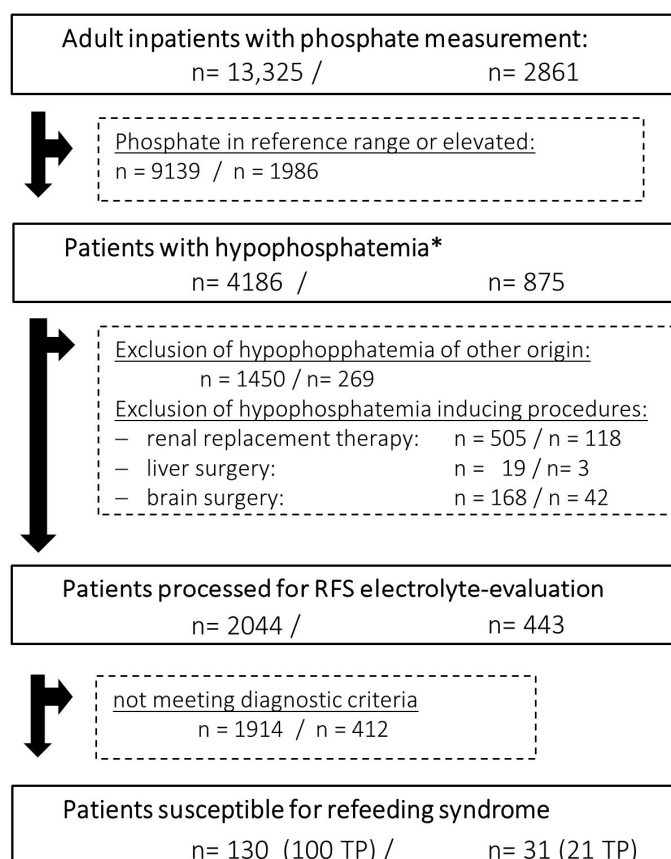 Adult inpatients with phosphate measurement:
n= 13,325 / n= 2861
Phosphate in reference range or elevated:
n = 9139 / n = 1986
Patients with hypophosphatemia*
n= 4186 / n= 875
Exclusion of hypophopphatemia of other origin:
n = 1450 / n= 269
Exclusion of hypophosphatemia inducing procedures:
– renal replacement therapy: n = 505 / n = 118
– liver surgery: n = 19 / n= 3
– brain surgery: n = 168 / n = 42
Patients processed for RFS electrolyte-evaluation
n= 2044 / n= 443
not meeting diagnostic criteria
n = 1914 / n = 412
Patients susceptible for refeeding syndrome
n= 130 (100 TP) / n= 31 (21 TP)